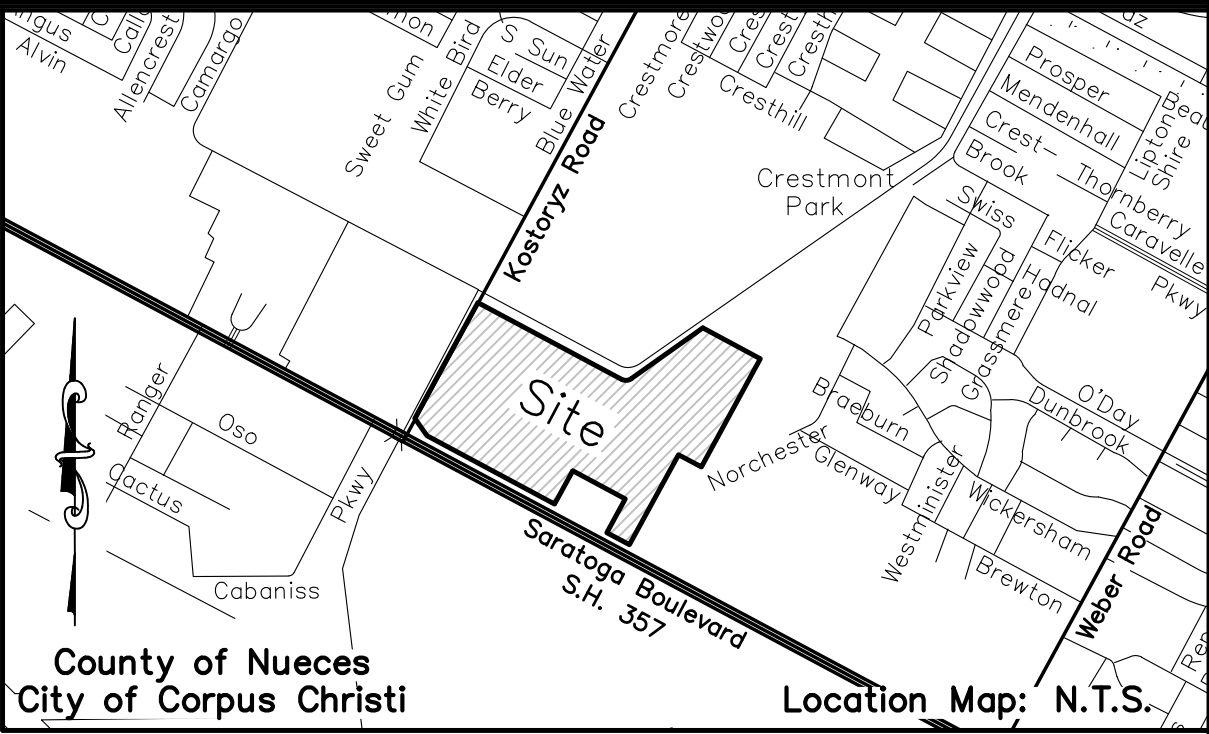 Alvin
Allencrest
Camargo
Sweet Gum
White Bird
S Sun
Elder
Berry
Blue Water
Kostoryz Road
Crestmore
Cresthill
Crestmont
Park
Prosper
Mendenhall
Crest-
Brook
Lipton
Shire
Thornberry
Caravelle
Pkwy
Swiss
Flicker
Hadnal
Parkview
Shadowwood
Grassmere
O'Day
Dunbrook
Braeburn
Norchester
Glenway
Westminister
Wickersham
Brewton
Weber Road
Site
Saratoga Boulevard
S.H. 357
Ranger
Oso
Cactus
Pkwy
Cabaniss
County of Nueces
City of Corpus Christi
Location Map: N.T.S.